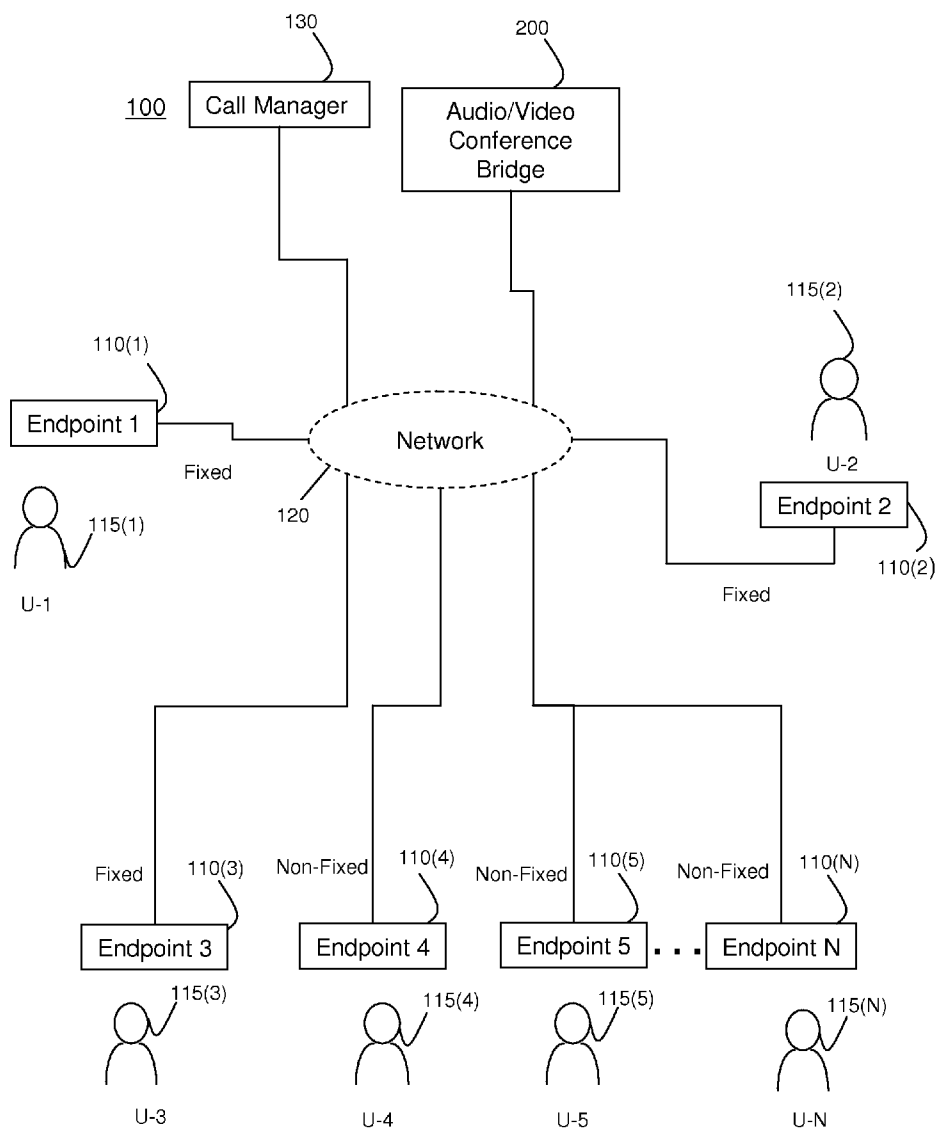 130
200
100
Call Manager
Audio/Video
Conference
Bridge
115(2)
110(1)
Endpoint 1
Network
Fixed
U-2
Endpoint 2
120
115(1)
110(2)
U-1
Fixed
Fixed
110(3)
Non-Fixed
110(4)
Non-Fixed
110(5)
Non-Fixed
110(N)
Endpoint 3
Endpoint 4
Endpoint 5
...
Endpoint N
115(3)
115(4)
115(5)
115(N)
U-3
U-4
U-5
U-N